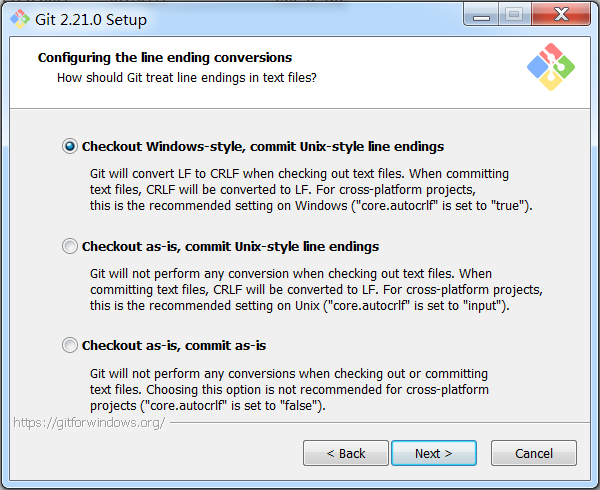 Git 2.21.0 Setup
Configuring the line ending conversions
How should Git treat line endings in text files?
Checkout Windows-style, commit Unix-style line endings
Git will convert LF to CRLF when checking out text files. When committing
text files, CRLF will be converted to LF. For cross-platform projects,
this is the recommended setting on Windows ("core.autocrlf" is set to "true").
Checkout as-is, commit Unix-style line endings
Git will not perform any conversion when checking out text files. When
committing text files, CRLF will be converted to LF. For cross-platform projects,
this is the recommended setting on Unix ("core.autocrlf" is set to "input").
Checkout as-is, commit as-is
Git will not perform any conversions when checking out or committing
text files. Choosing this option is not recommended for cross-platform
projects ("core.autocrlf" is set to "false").
https://gitforwindows.org/
< Back
Next >
Cancel